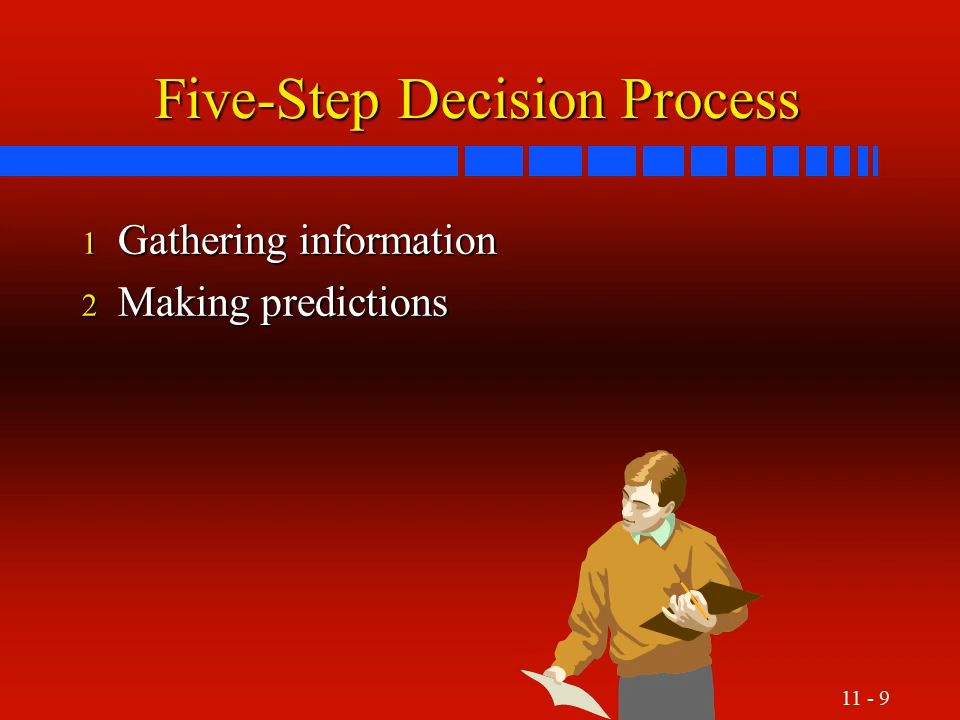 Five-Step Decision Process
1 Gathering information
2 Making predictions
11 - 9